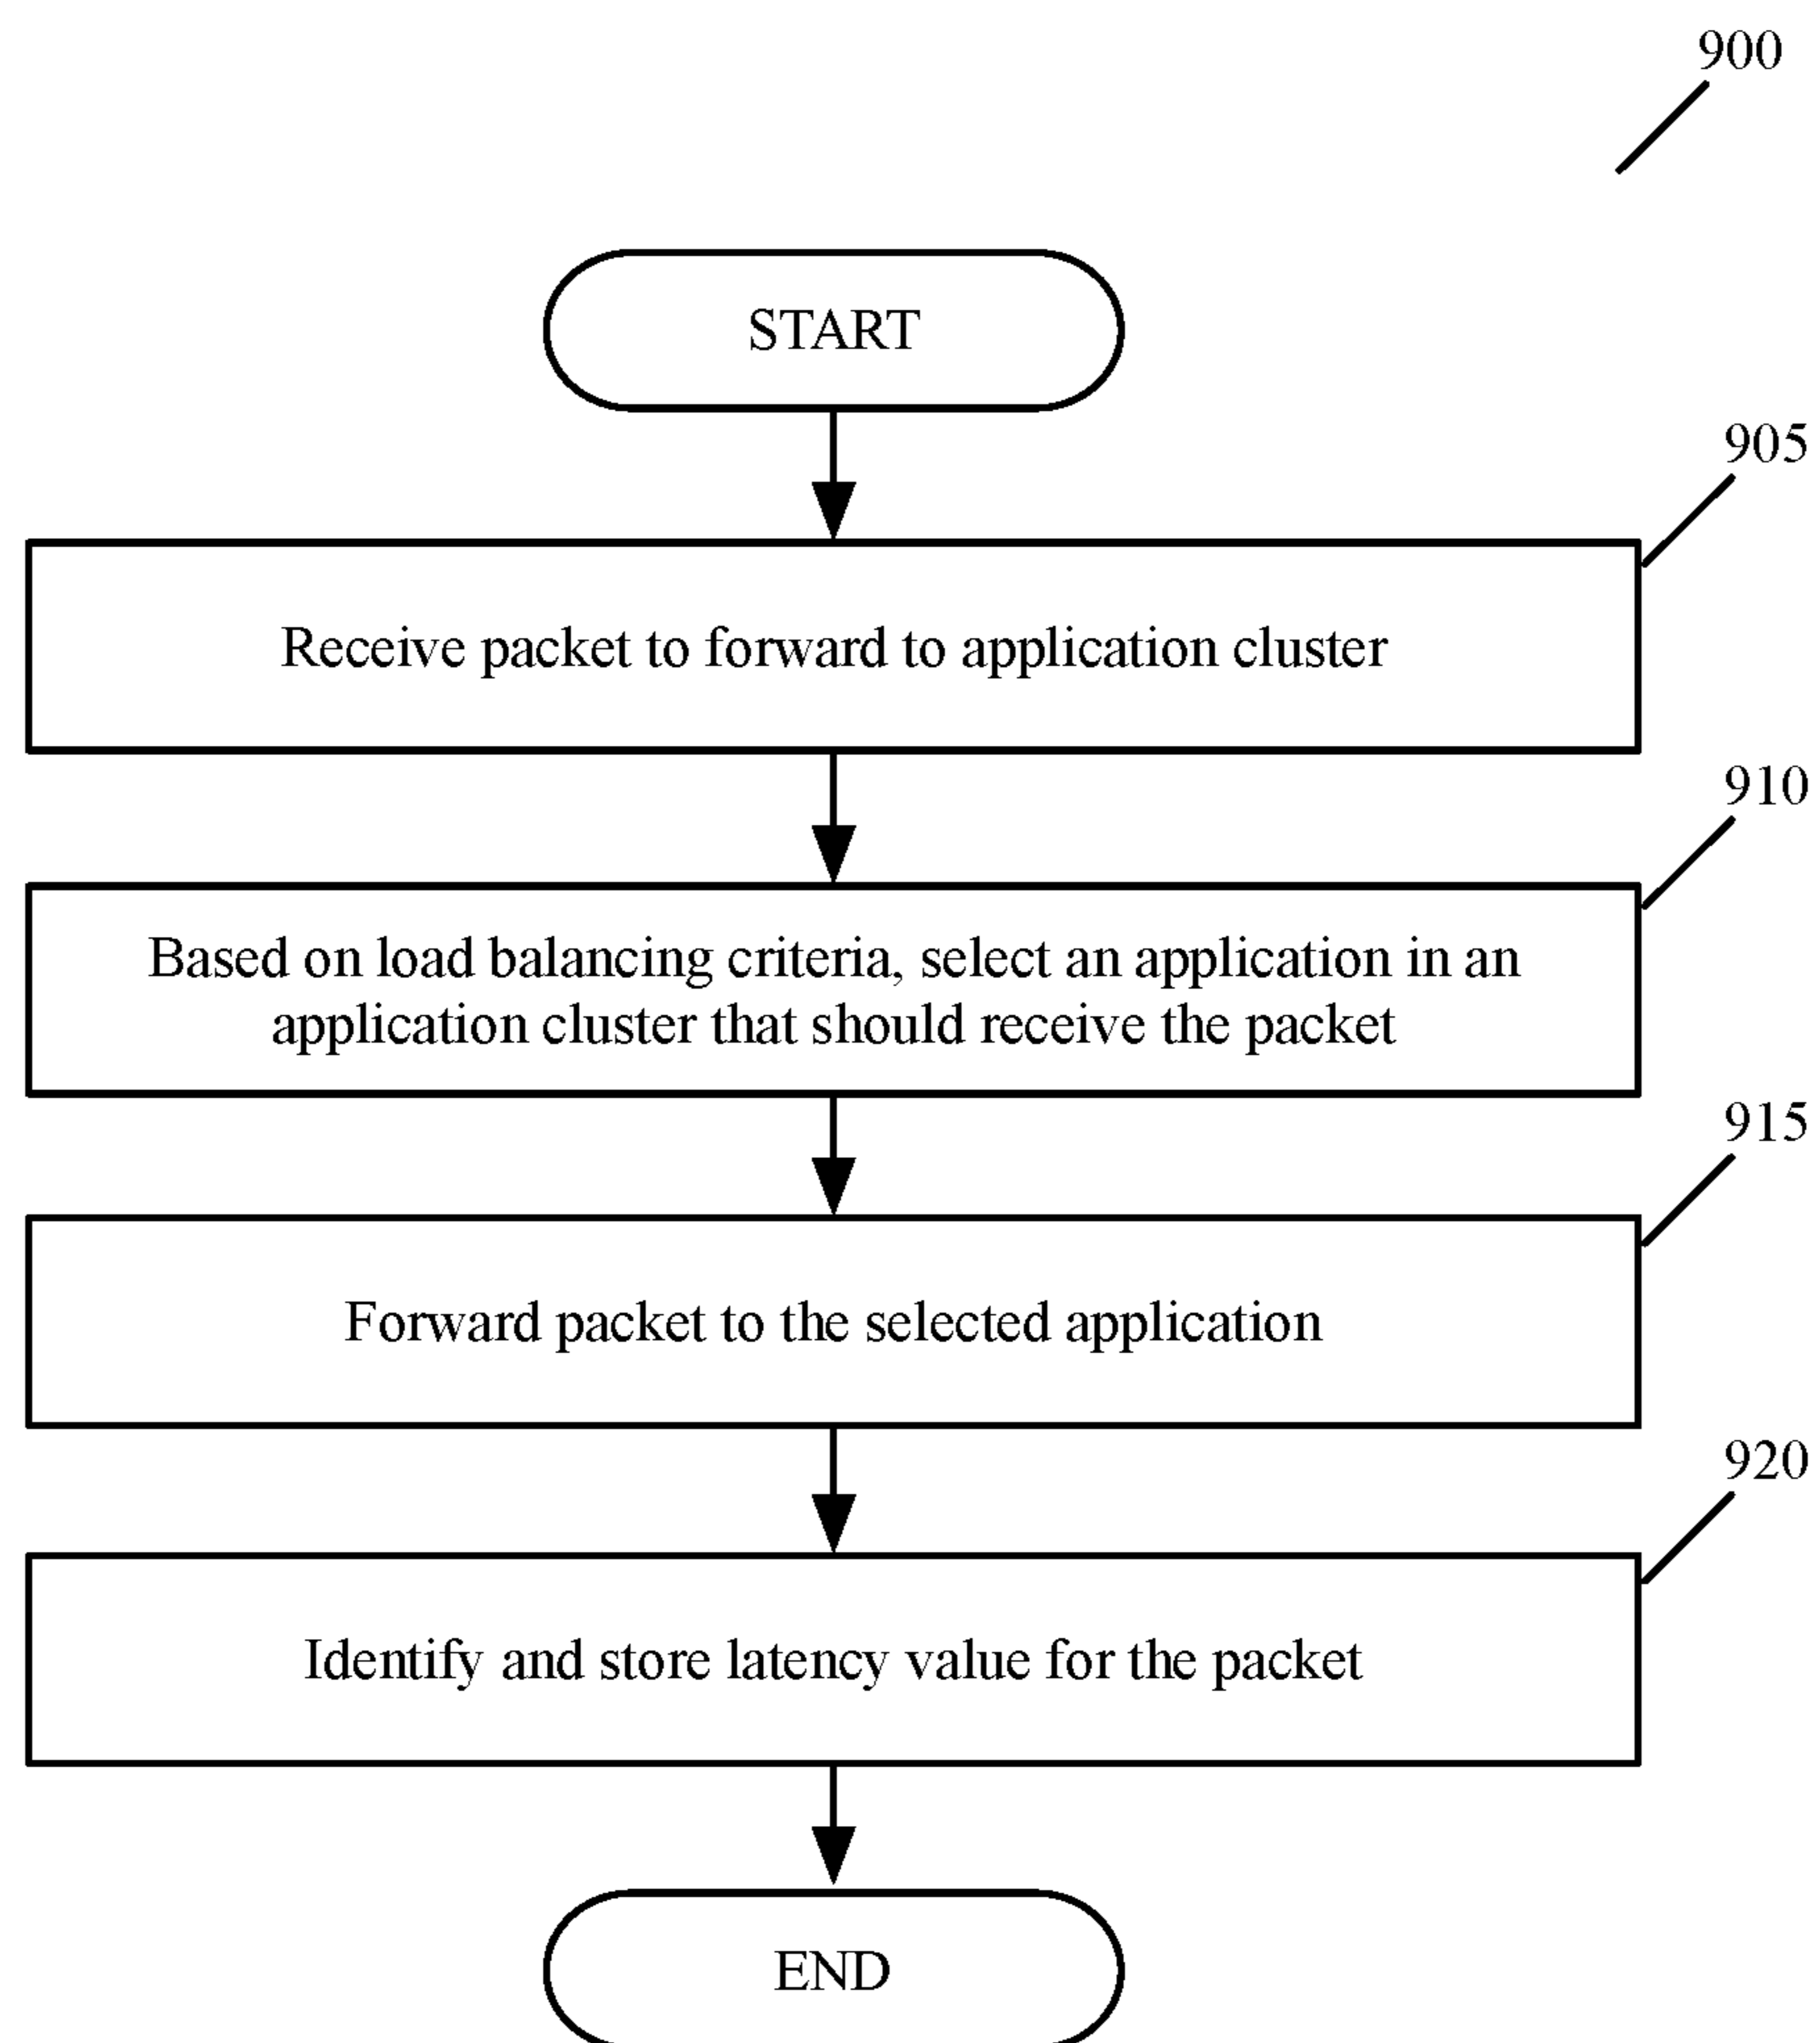 900
START
905
Receive packet to forward to application cluster
910
Based on load balancing criteria, select an application in an
application cluster that should receive the packet
915
Forward packet to the selected application
920
Identify and store latency value for the packet
END